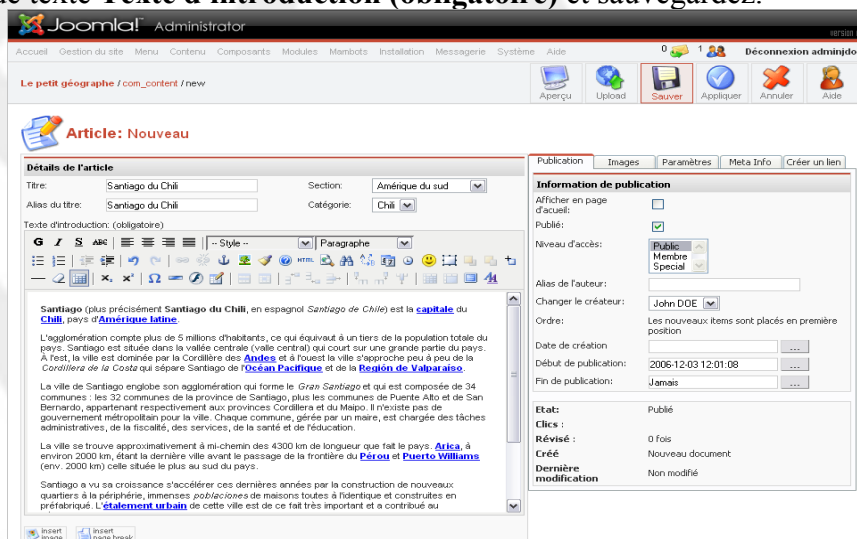 de texte Texte d'introduction (obligatoire) et sauvegardez.
Joomla! Administrator
version
Accueil Gestion du site Menu Contenu Composants Modules Mambots Installation Messagerie Système Aide 0 1 Déconnexion adminjdo
Le petit géographe / com_content / new
Aperçu Upload Sauver Appliquer Annuler Aide
Article: Nouveau
Détails de l'article
Titre: Santiago du Chili Section: Amérique du sud
Alias du titre: Santiago du Chili Catégorie: Chili
Texte d'introduction: (obligatoire)
G I S ABC -- Style -- Paragraphe
HTML
Santiago (plus précisément Santiago du Chili, en espagnol Santiago de Chile) est la capitale du
Chili, pays d'Amérique latine.
L'agglomération compte plus de 5 millions d'habitants, ce qui équivaut à un tiers de la population totale du
pays. Santiago est située dans la vallée centrale (valle central) qui court sur une grande partie du pays.
À l'est, la ville est dominée par la Cordillère des Andes et à l'ouest la ville s'approche peu à peu de la
Cordillera de la Costa qui sépare Santiago de l'Océan Pacifique et de la Región de Valparaíso.
La ville de Santiago englobe son agglomération qui forme le Gran Santiago et qui est composée de 34
communes : les 32 communes de la province de Santiago, plus les communes de Puente Alto et de San
Bernardo, appartenant respectivement aux provinces Cordillera et du Maipo. Il n'existe pas de
gouvernement métropolitain pour la ville. Chaque commune, gérée par un maire, est chargée des tâches
administratives, de la fiscalité, des services, de la santé et de l'éducation.
La ville se trouve approximativement à mi-chemin des 4300 km de longueur que fait le pays. Arica, à
environ 2000 km, étant la dernière ville avant le passage de la frontière du Pérou et Puerto Williams
(env. 2000 km) celle située le plus au sud du pays.
Santiago a vu sa croissance s'accélérer ces dernières années par la construction de nouveaux
quartiers à la périphérie, immenses poblaciones de maisons toutes à l'identique et construites en
préfabriqué. L'étalement urbain de cette ville est de ce fait très important et a contribué au
insert image
insert page break
Publication Images Paramètres Meta Info Créer un lien
Information de publication
Afficher en page
d'acueil:
Publié:
Niveau d'accès: Public
Membre
Special
Alias de l'auteur:
Changer le créateur: John DOE
Ordre: Les nouveaux items sont placés en première
position
Date de création ...
Début de publication: 2006-12-03 12:01:08 ...
Fin de publication: Jamais ...
Etat: Publié
Clics :
Révisé : 0 fois
Créé Nouveau document
Dernière
modification Non modifié